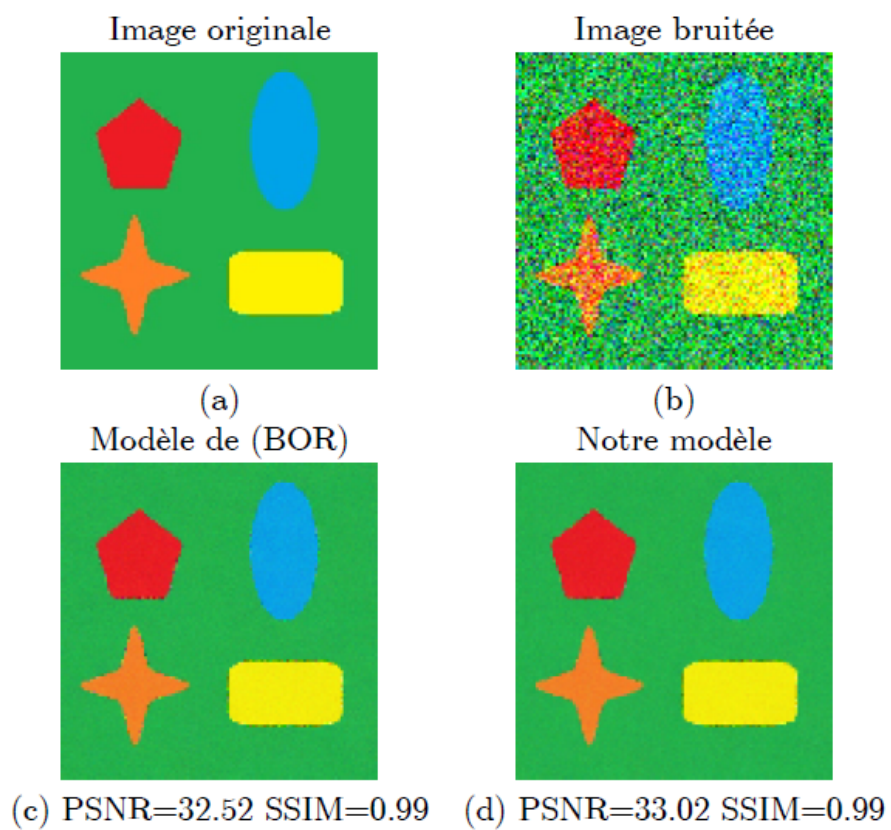 Image originale
Image bruitée
(a)
(b)
Modèle de (BOR)
Notre modèle
(c) PSNR=32.52 SSIM=0.99
(d) PSNR=33.02 SSIM=0.99